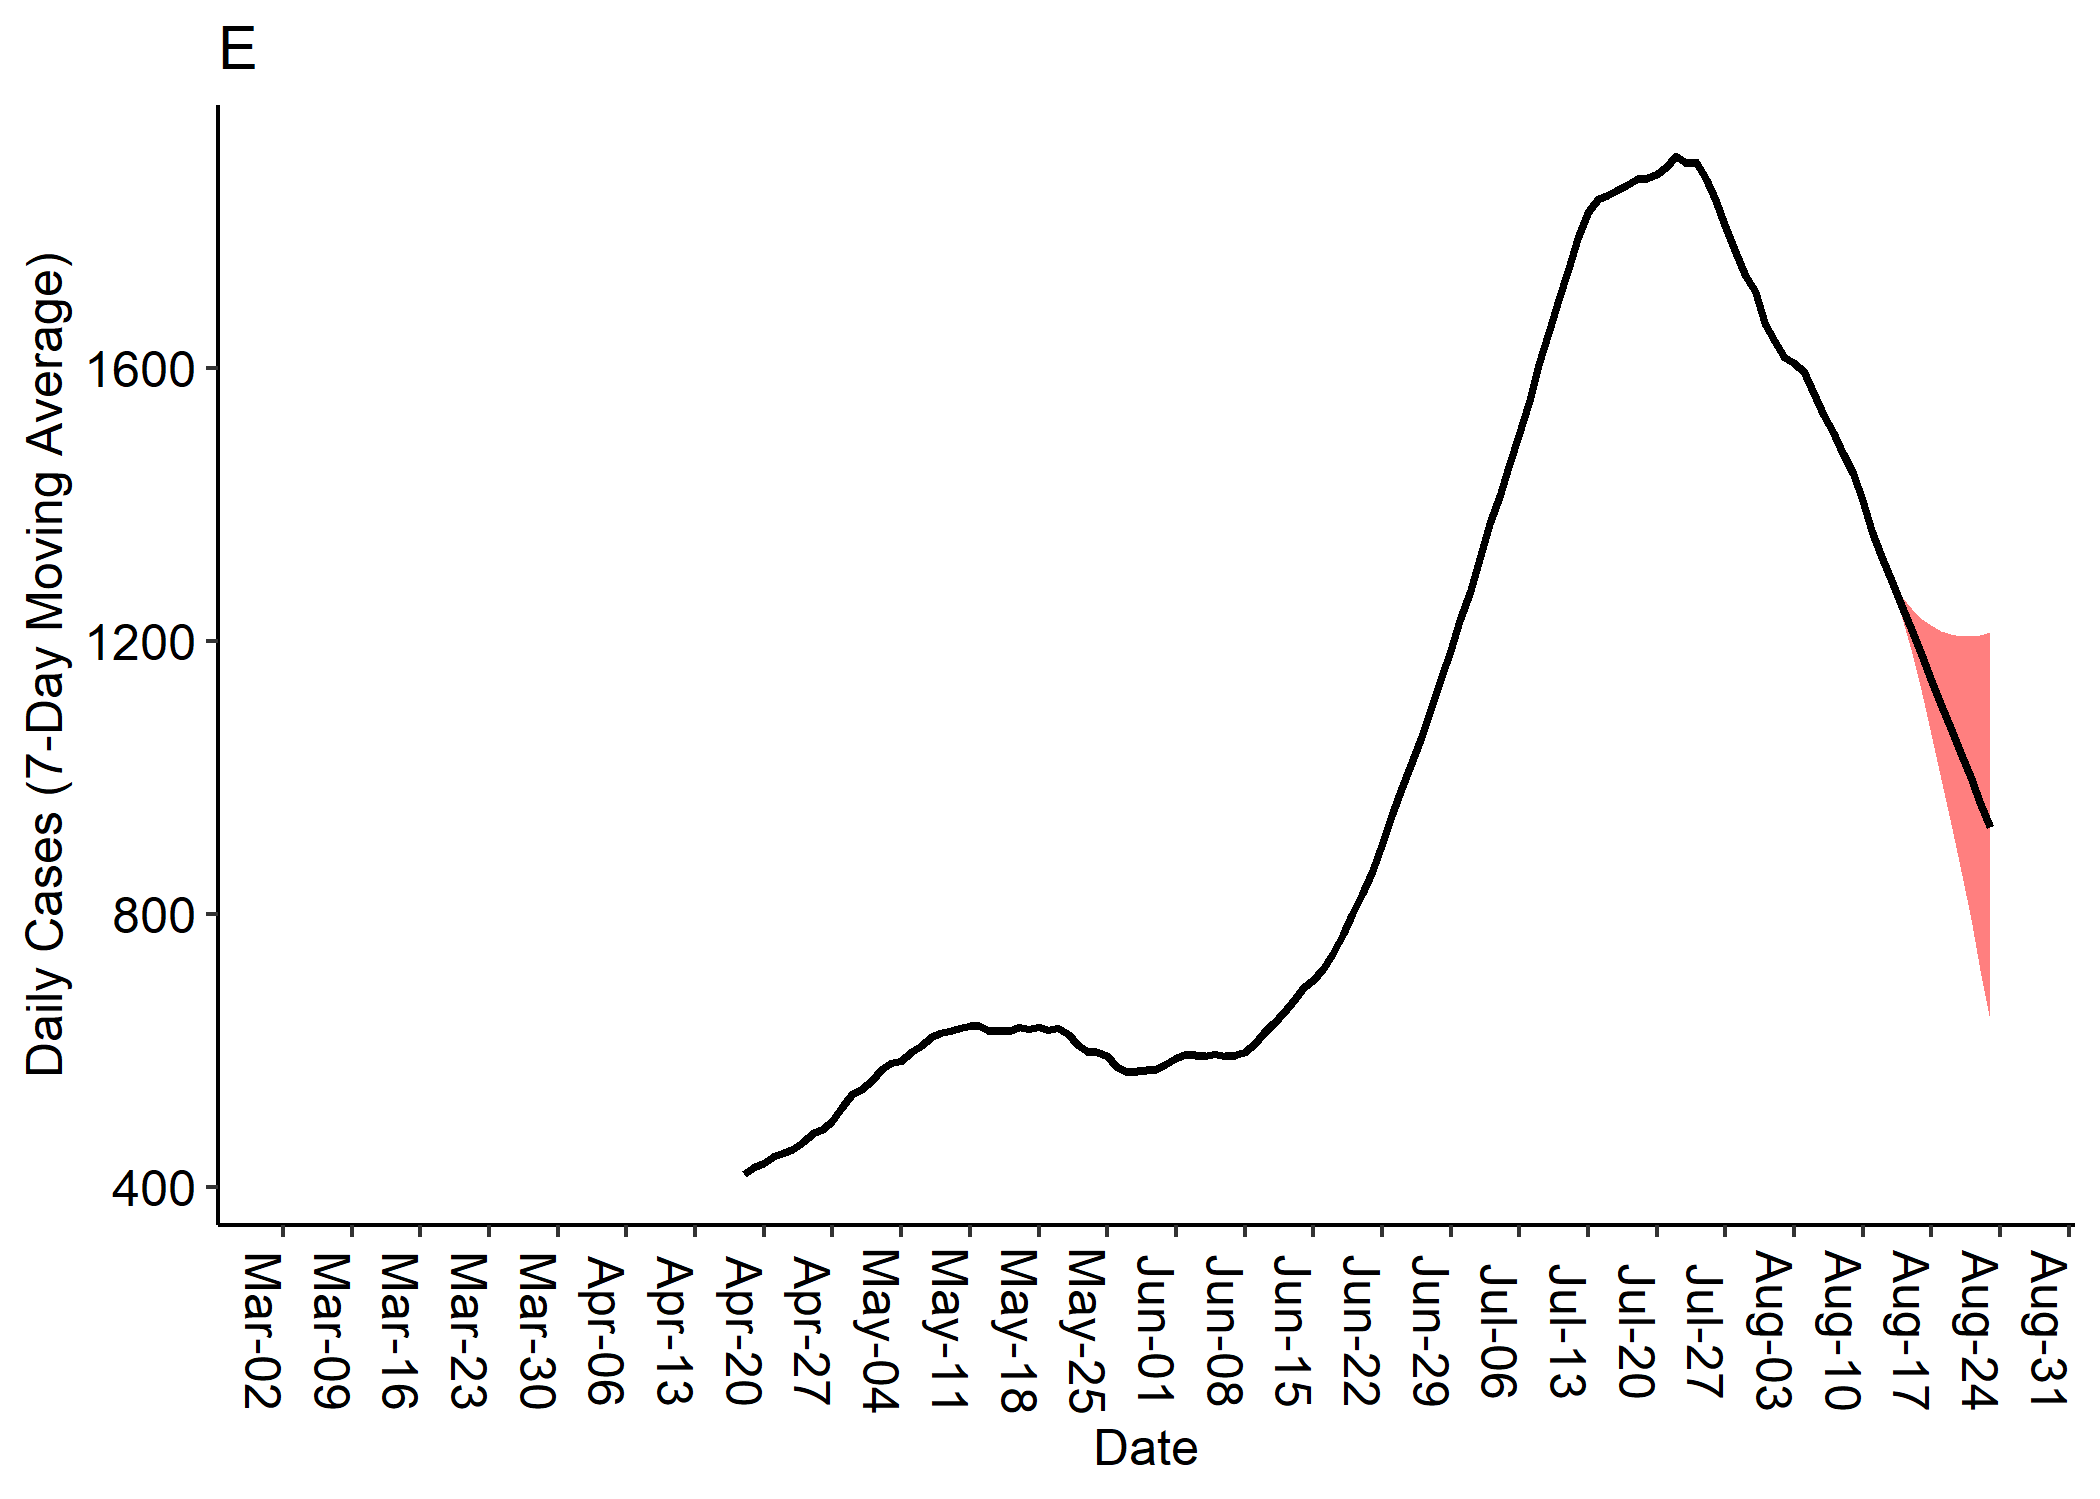 E
Daily Cases (7-Day Moving Average)
1600
1200
800
400
Mar-02
Mar-09
Mar-16
Mar-23
Mar-30
Apr-06
Apr-13
Apr-20
Apr-27
May-04
May-11
May-18
May-25
Jun-01
Jun-08
Jun-15
Jun-22
Jun-29
Jul-06
Jul-13
Jul-20
Jul-27
Aug-03
Aug-10
Aug-17
Aug-24
Aug-31
Date